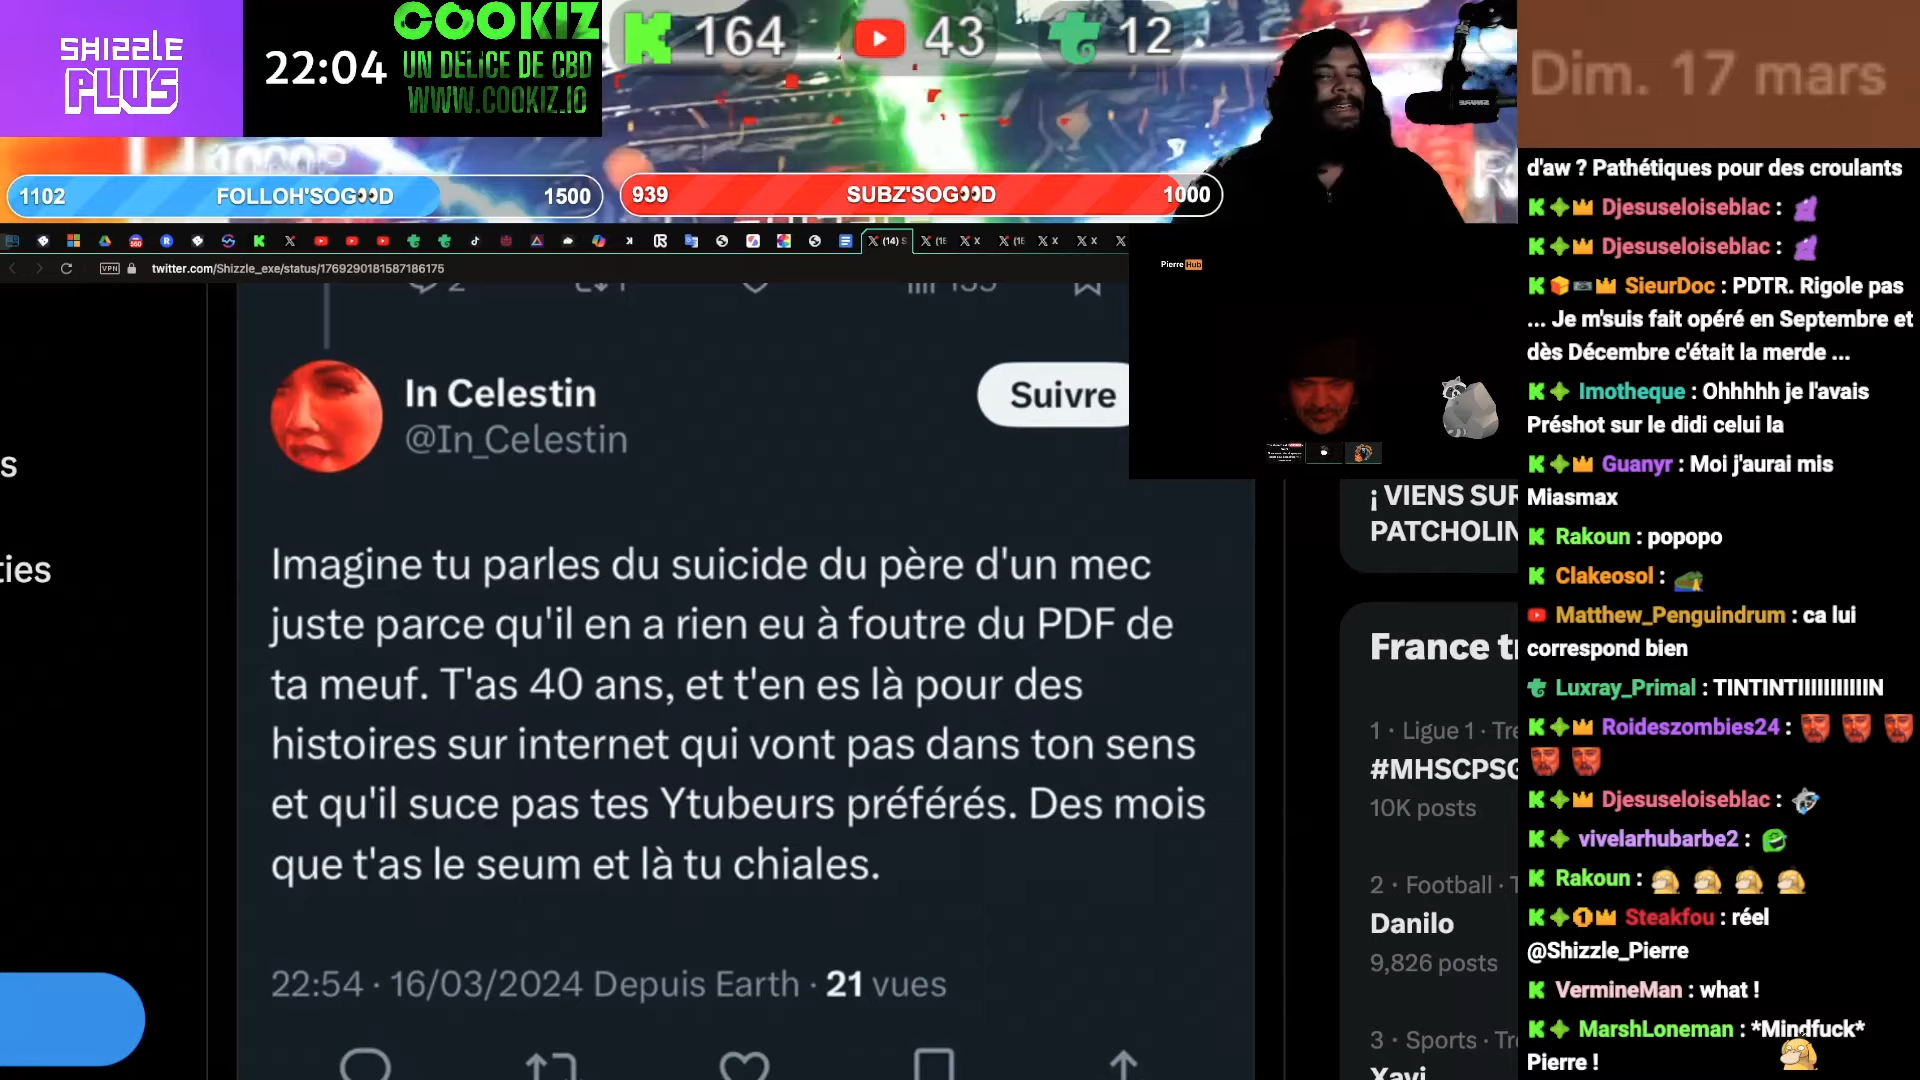 SHIZZLE
PLUS
22:04
COOKIZ
UN DELICE DE CBD
WWW.COOKIZ.IO
164
43
12
Dim. 17 mars
1102
FOLLOH'SOG👀D
1500
939
SUBZ'SOG👀D
1000
twitter.com/Shizzle_exe/status/1769290181587186175
VPN
Pierre Hub
In Celestin
@In_Celestin
Suivre
Imagine tu parles du suicide du père d'un mec
juste parce qu'il en a rien eu à foutre du PDF de
ta meuf. T'as 40 ans, et t'en es là pour des
histoires sur internet qui vont pas dans ton sens
et qu'il suce pas tes Ytubeurs préférés. Des mois
que t'as le seum et là tu chiales.
22:54 · 16/03/2024 Depuis Earth · 21 vues
s
ties
¡ VIENS SUR
PATCHOLIN
France t
1 · Ligue 1 · Tre
#MHSCPSG
10K posts
2 · Football · T
Danilo
9,826 posts
3 · Sports · Tre
Xavi
d'aw ? Pathétiques pour des croulants
Djesuseloiseblac :
Djesuseloiseblac :
SieurDoc : PDTR. Rigole pas
... Je m'suis fait opéré en Septembre et
dès Décembre c'était la merde ...
Imotheque : Ohhhhh je l'avais
Préshot sur le didi celui la
Guanyr : Moi j'aurai mis
Miasmax
Rakoun : popopo
Clakeosol :
Matthew_Penguindrum : ca lui
correspond bien
Luxray_Primal : TINTINTIIIIIIIIIIIN
Roideszombies24 :
Djesuseloiseblac :
vivelarhubarbe2 :
Rakoun :
Steakfou : réel
@Shizzle_Pierre
VermineMan : what !
MarshLoneman : *Mindfuck*
Pierre !